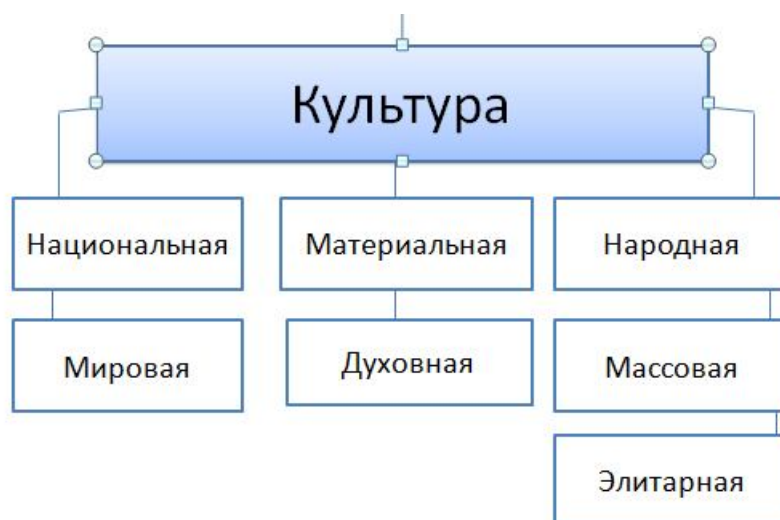 Культура
Национальная
Материальная
Народная
Мировая
Духовная
Массовая
Элитарная